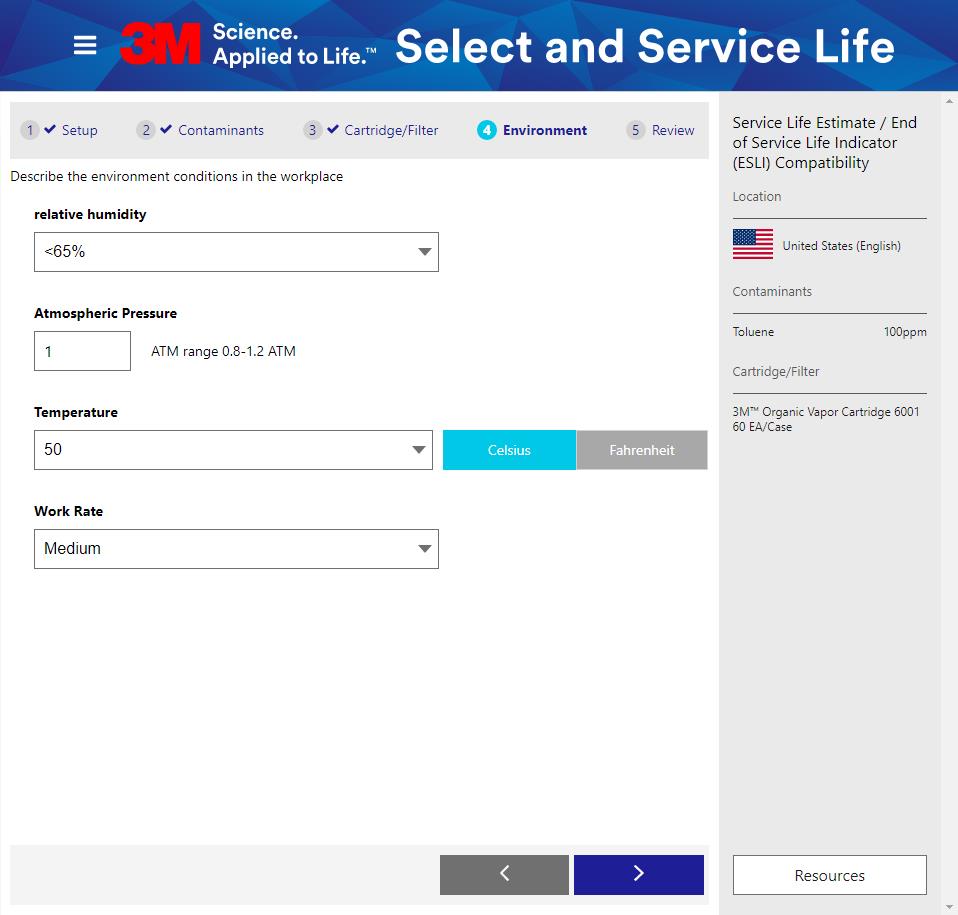 3M Science.
Applied to Life.™
Select and Service Life
1 Setup
2 Contaminants
3 Cartridge/Filter
4 Environment
5 Review
Describe the environment conditions in the workplace
relative humidity
<65%
Atmospheric Pressure
1 ATM range 0.8-1.2 ATM
Temperature
50 Celsius Fahrenheit
Work Rate
Medium
Service Life Estimate / End
of Service Life Indicator
(ESLI) Compatibility
Location
United States (English)
Contaminants
Toluene 100ppm
Cartridge/Filter
3M™ Organic Vapor Cartridge 6001
60 EA/Case
Resources